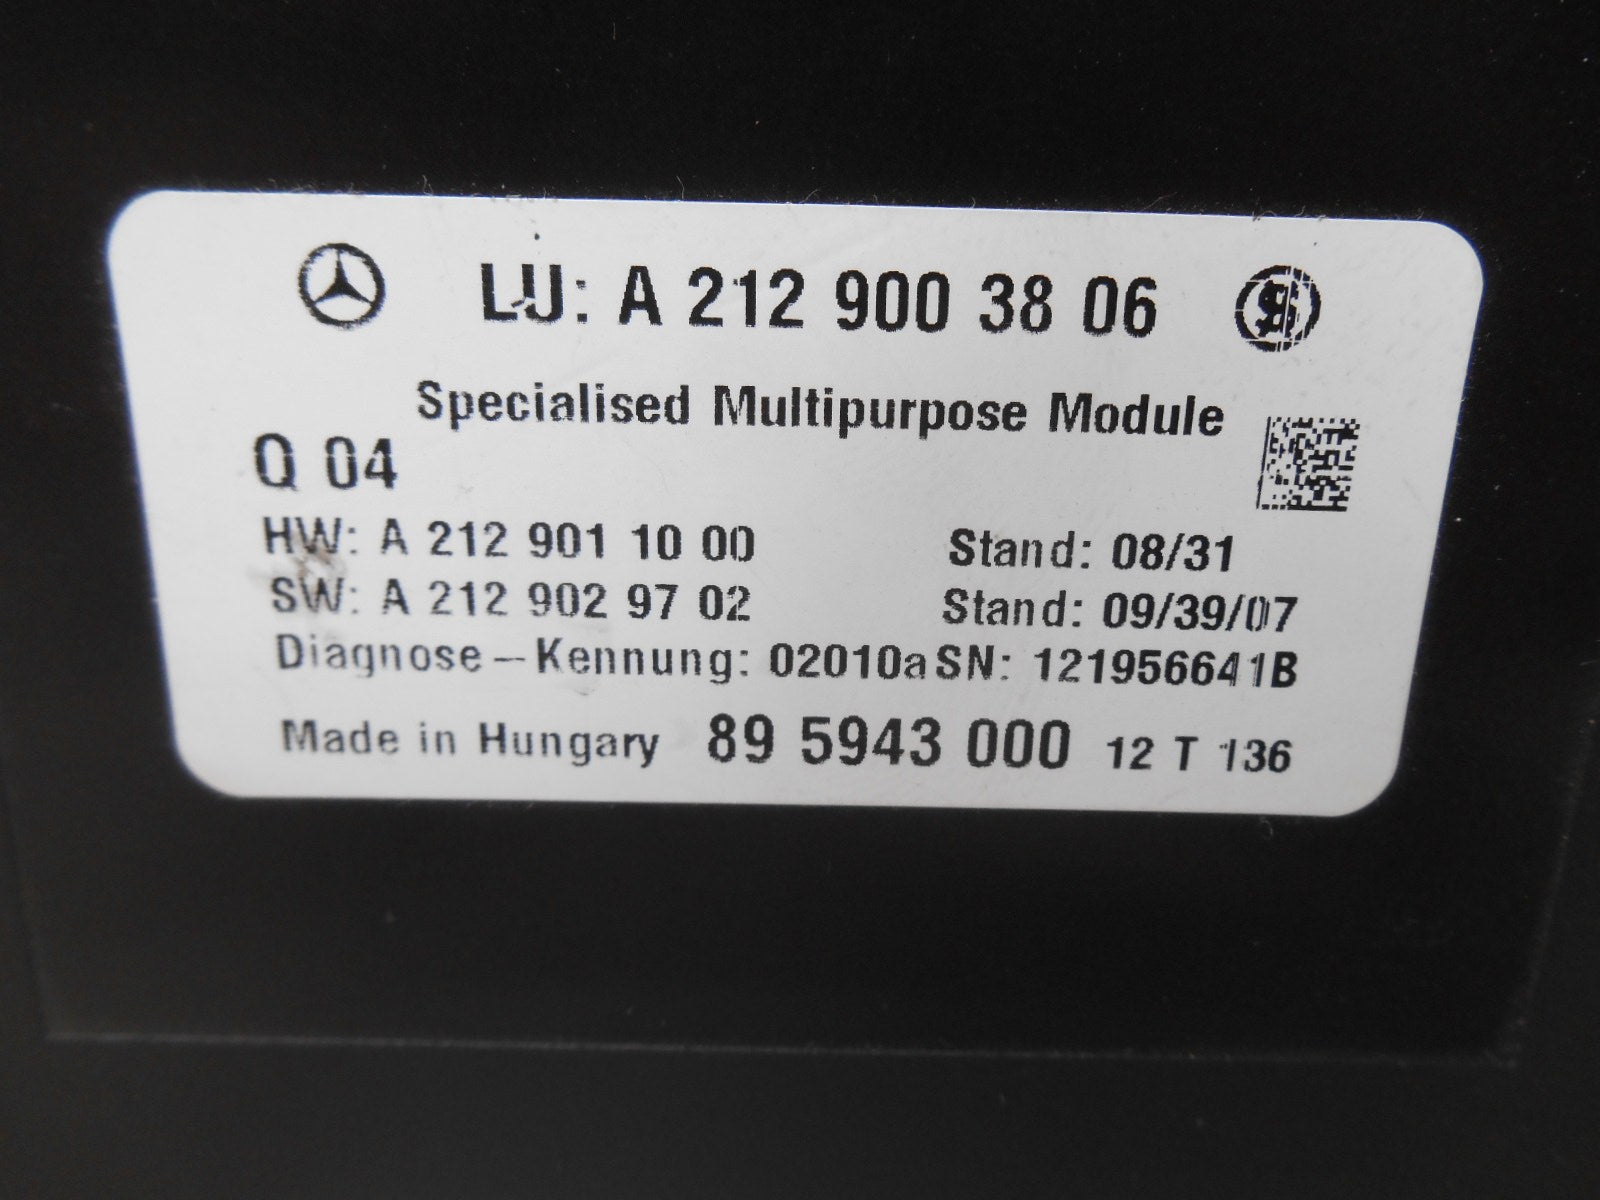 LU: A 212 900 38 06
Specialised Multipurpose Module
Q 04
HW: A 212 901 10 00 Stand: 08/31
SW: A 212 902 97 02 Stand: 09/39/07
Diagnose - Kennung: 02010a SN: 121956641B
Made in Hungary 89 5943 000 12 T 136